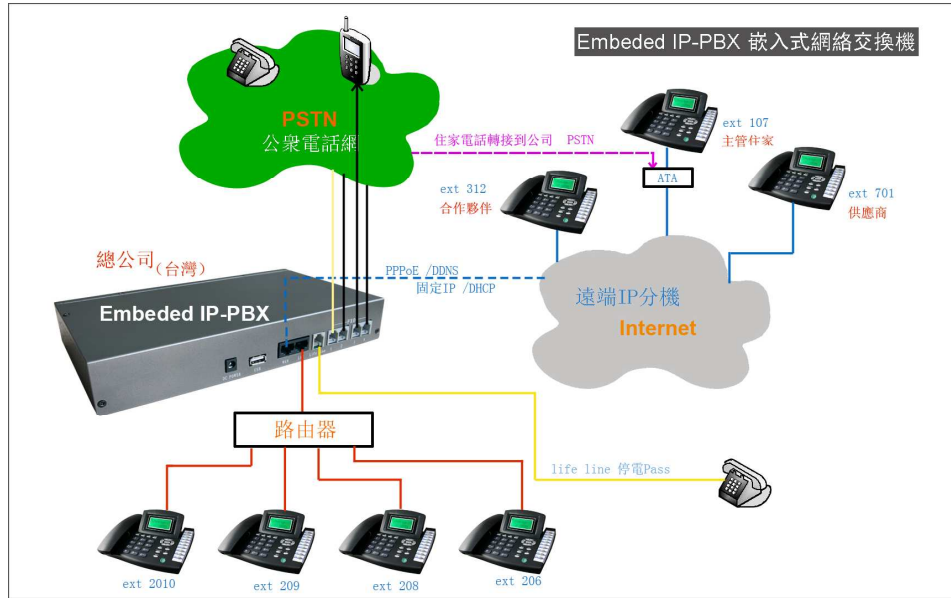 Embeded IP-PBX 嵌入式網絡交換機
PSTN
公衆電話網
住家電話轉接到公司 PSTN
ext 107
主管住家
ATA
ext 312
合作夥伴
ext 701
供應商
總公司(台灣)
PPPoE /DDNS
固定IP /DHCP
遠端IP分機
Internet
Embeded IP-PBX
DC POWER
USB
路由器
life line 停電Pass
ext 2010
ext 209
ext 208
ext 206